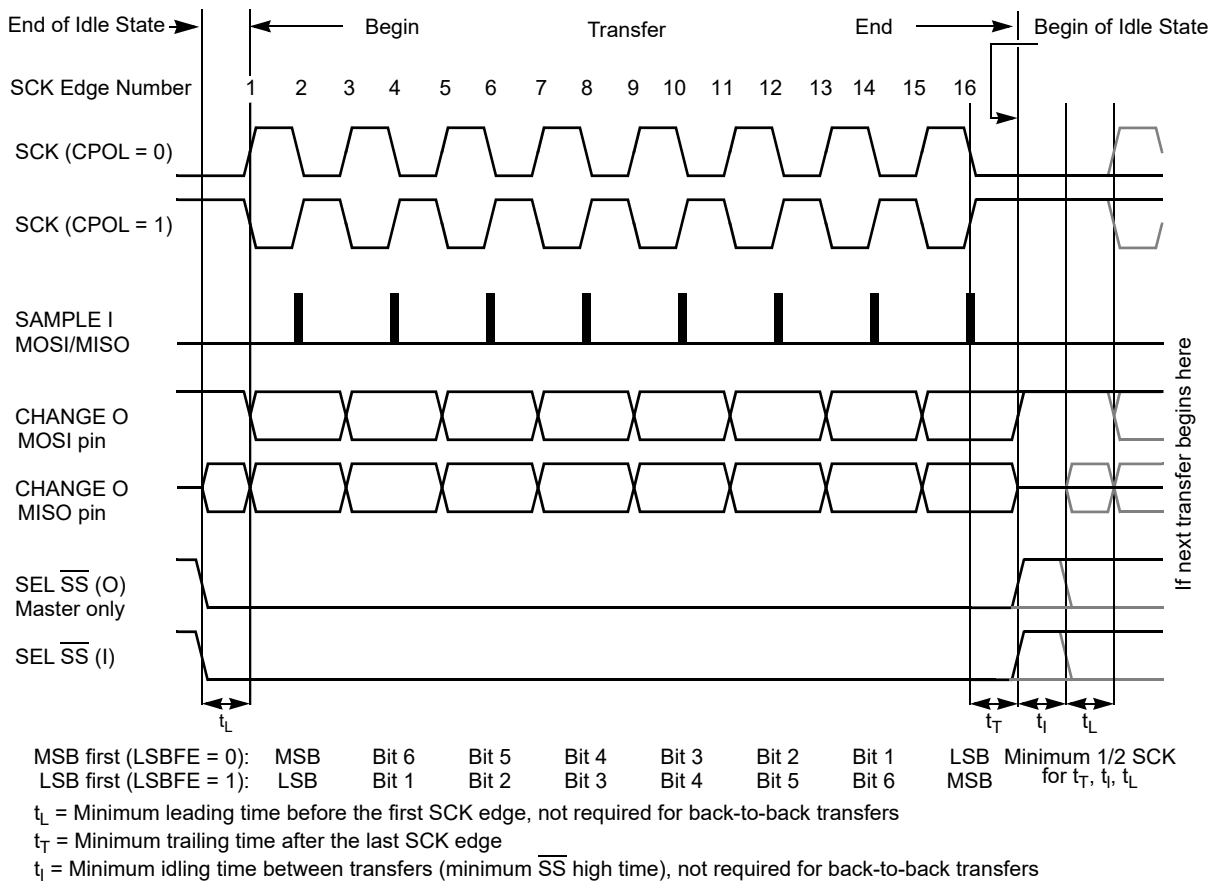 End of Idle State Begin Transfer End Begin of Idle State
SCK Edge Number 1 2 3 4 5 6 7 8 9 10 11 12 13 14 15 16
SCK (CPOL = 0)
SCK (CPOL = 1)
SAMPLE I
MOSI/MISO
CHANGE O
MOSI pin
CHANGE O
MISO pin
SEL SS (O)
Master only
SEL SS (I)
If next transfer begins here
tL tT tI tL
MSB first (LSBFE = 0): MSB Bit 6 Bit 5 Bit 4 Bit 3 Bit 2 Bit 1 LSB Minimum 1/2 SCK
LSB first (LSBFE = 1): LSB Bit 1 Bit 2 Bit 3 Bit 4 Bit 5 Bit 6 MSB for tT, tI, tL
tL = Minimum leading time before the first SCK edge, not required for back-to-back transfers
tT = Minimum trailing time after the last SCK edge
tI = Minimum idling time between transfers (minimum SS high time), not required for back-to-back transfers